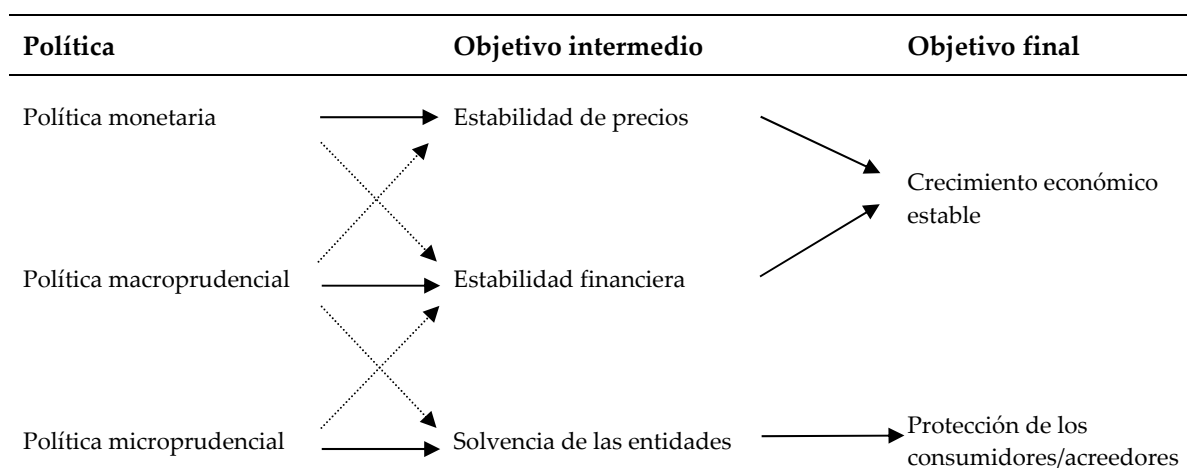 Política Objetivo intermedio Objetivo final
Política monetaria Estabilidad de precios
Crecimiento económico
estable
Política macroprudencial Estabilidad financiera
Política microprudencial Solvencia de las entidades
Protección de los
consumidores/acreedores